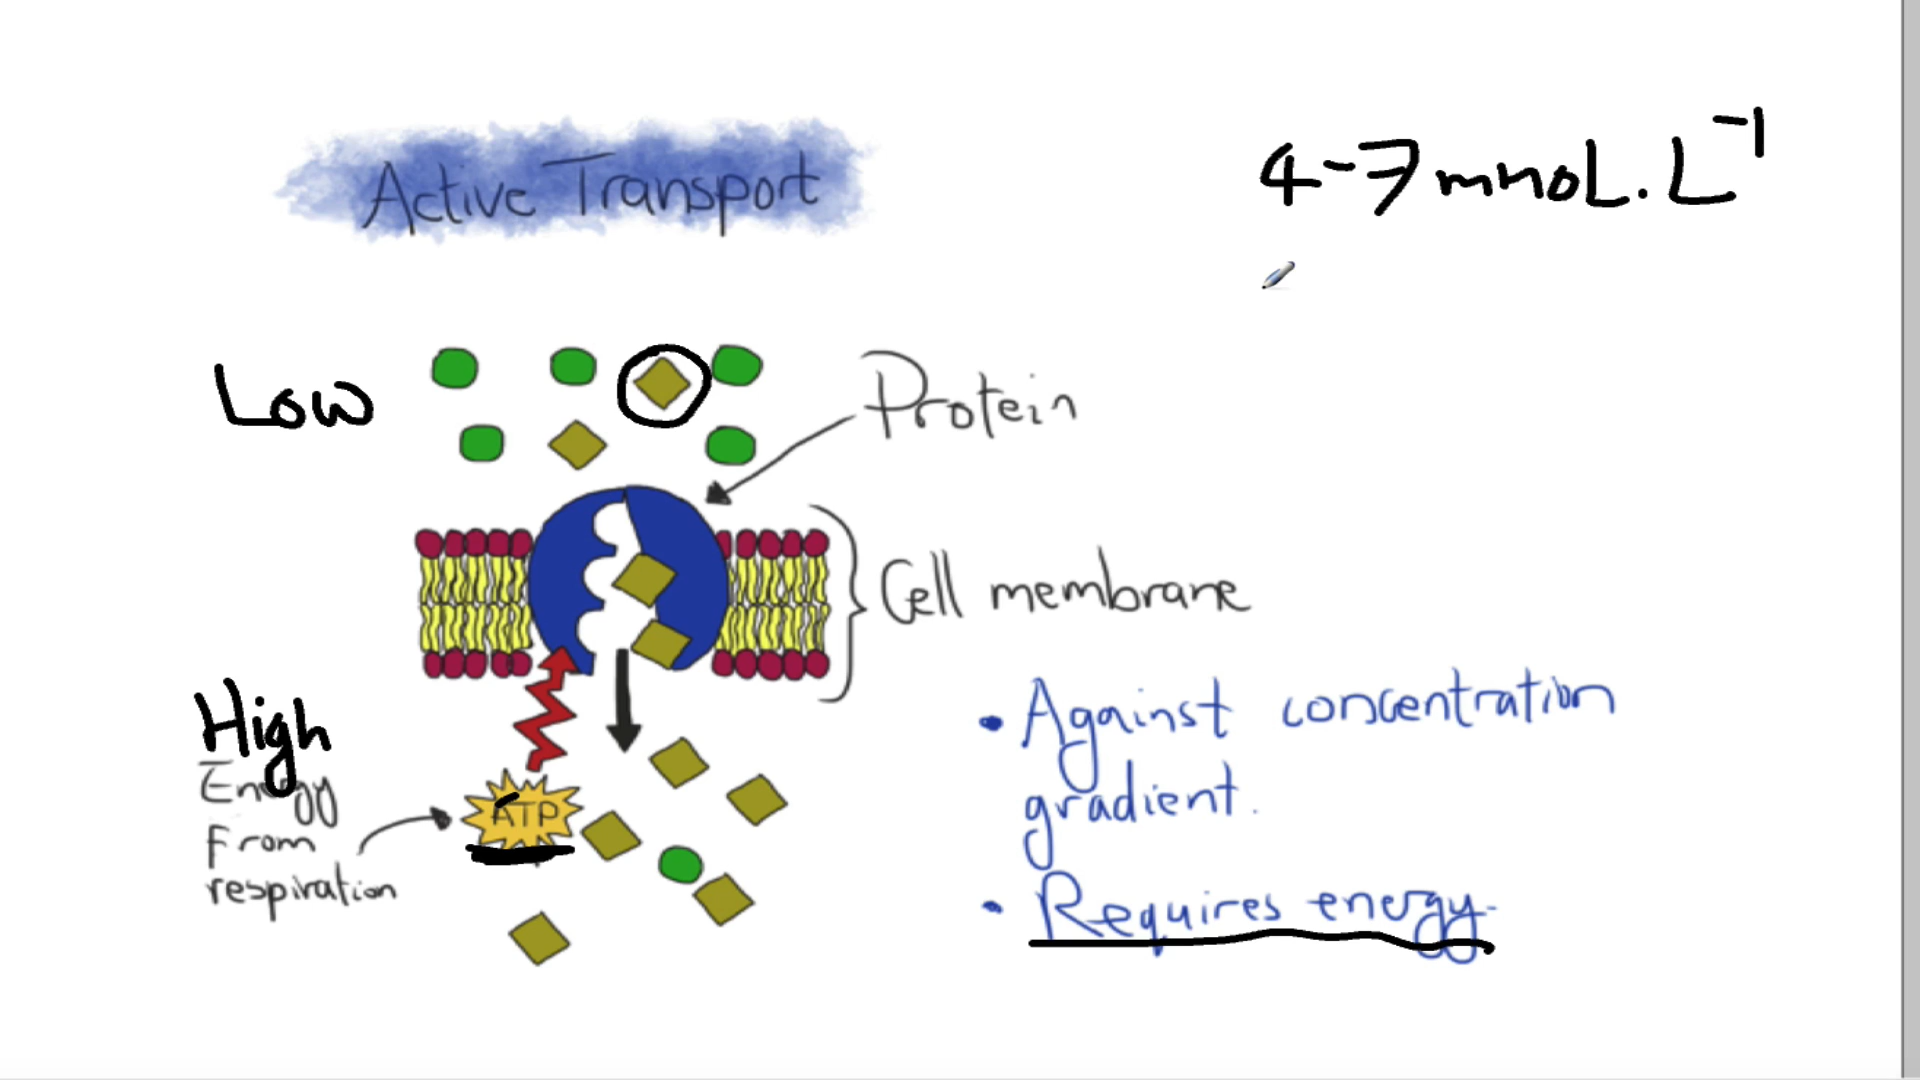 Active Transport
4-7 mmol.L⁻¹
Low
Protein
Cell membrane
High
Energy
From
respiration
ATP
• Against concentration
gradient.
• Requires energy.